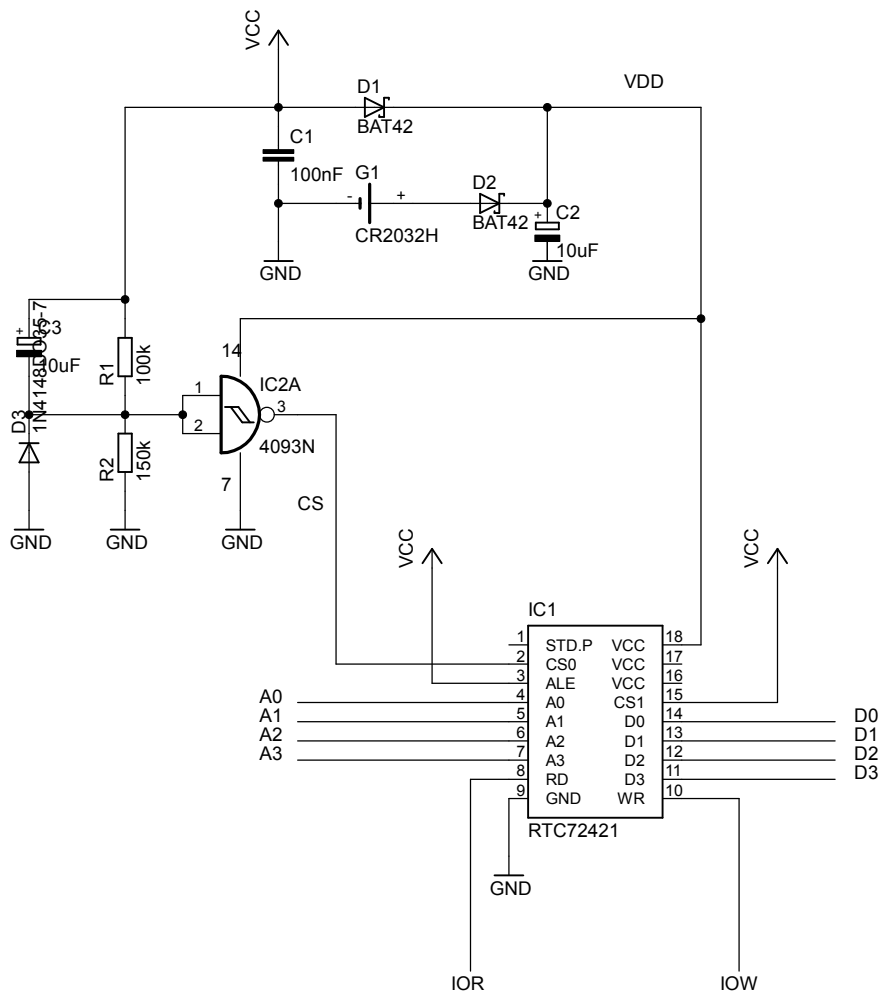 VCC
D1
VDD
BAT42
C1
100nF
G1
D2
- +
CR2032H
BAT42
+
C2
10uF
GND
GND
+
C3
10uF
R1
100k
14
IC2A
1
2
3
4093N
7
D3
1N4148DO35-7
R2
150k
CS
GND
GND
GND
VCC
VCC
IC1
1 STD.P VCC 18
2 CS0 VCC 17
3 ALE VCC 16
A0 4 A0 CS1 15
A1 5 A1 D0 14 D0
A2 6 A2 D1 13 D1
A3 7 A3 D2 12 D2
8 RD D3 11 D3
9 GND WR 10
RTC72421
GND
IOR
IOW